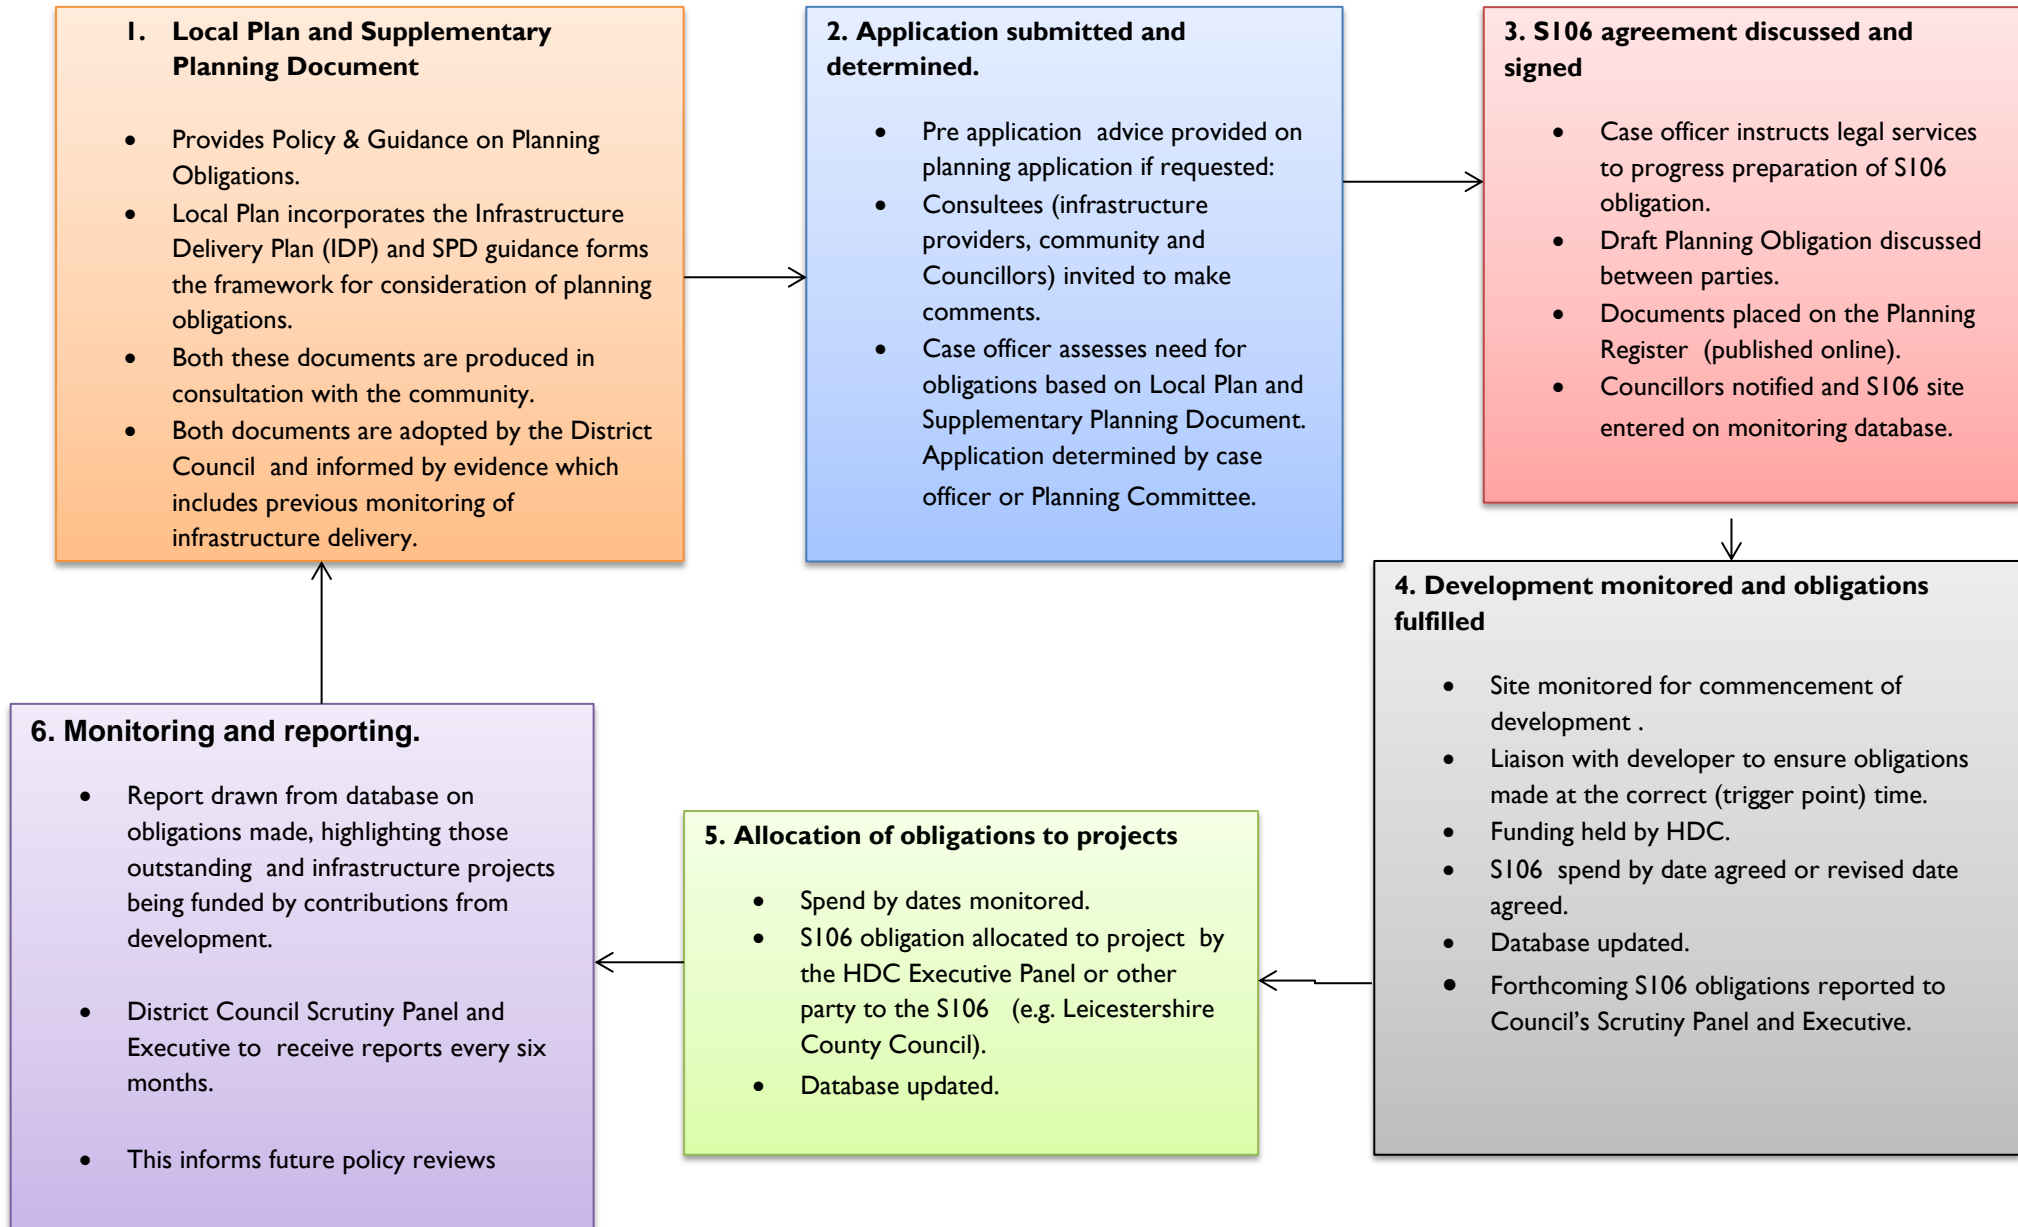 1. Local Plan and Supplementary
Planning Document
• Provides Policy & Guidance on Planning
Obligations.
• Local Plan incorporates the Infrastructure
Delivery Plan (IDP) and SPD guidance forms
the framework for consideration of planning
obligations.
• Both these documents are produced in
consultation with the community.
• Both documents are adopted by the District
Council and informed by evidence which
includes previous monitoring of
infrastructure delivery.
2. Application submitted and
determined.
• Pre application advice provided on
planning application if requested:
• Consultees (infrastructure
providers, community and
Councillors) invited to make
comments.
• Case officer assesses need for
obligations based on Local Plan and
Supplementary Planning Document.
Application determined by case
officer or Planning Committee.
3. S106 agreement discussed and
signed
• Case officer instructs legal services
to progress preparation of S106
obligation.
• Draft Planning Obligation discussed
between parties.
• Documents placed on the Planning
Register (published online).
• Councillors notified and S106 site
entered on monitoring database.
4. Development monitored and obligations
fulfilled
• Site monitored for commencement of
development .
• Liaison with developer to ensure obligations
made at the correct (trigger point) time.
• Funding held by HDC.
• S106 spend by date agreed or revised date
agreed.
• Database updated.
• Forthcoming S106 obligations reported to
Council's Scrutiny Panel and Executive.
5. Allocation of obligations to projects
• Spend by dates monitored.
• S106 obligation allocated to project by
the HDC Executive Panel or other
party to the S106 (e.g. Leicestershire
County Council).
• Database updated.
6. Monitoring and reporting.
• Report drawn from database on
obligations made, highlighting those
outstanding and infrastructure projects
being funded by contributions from
development.
• District Council Scrutiny Panel and
Executive to receive reports every six
months.
• This informs future policy reviews